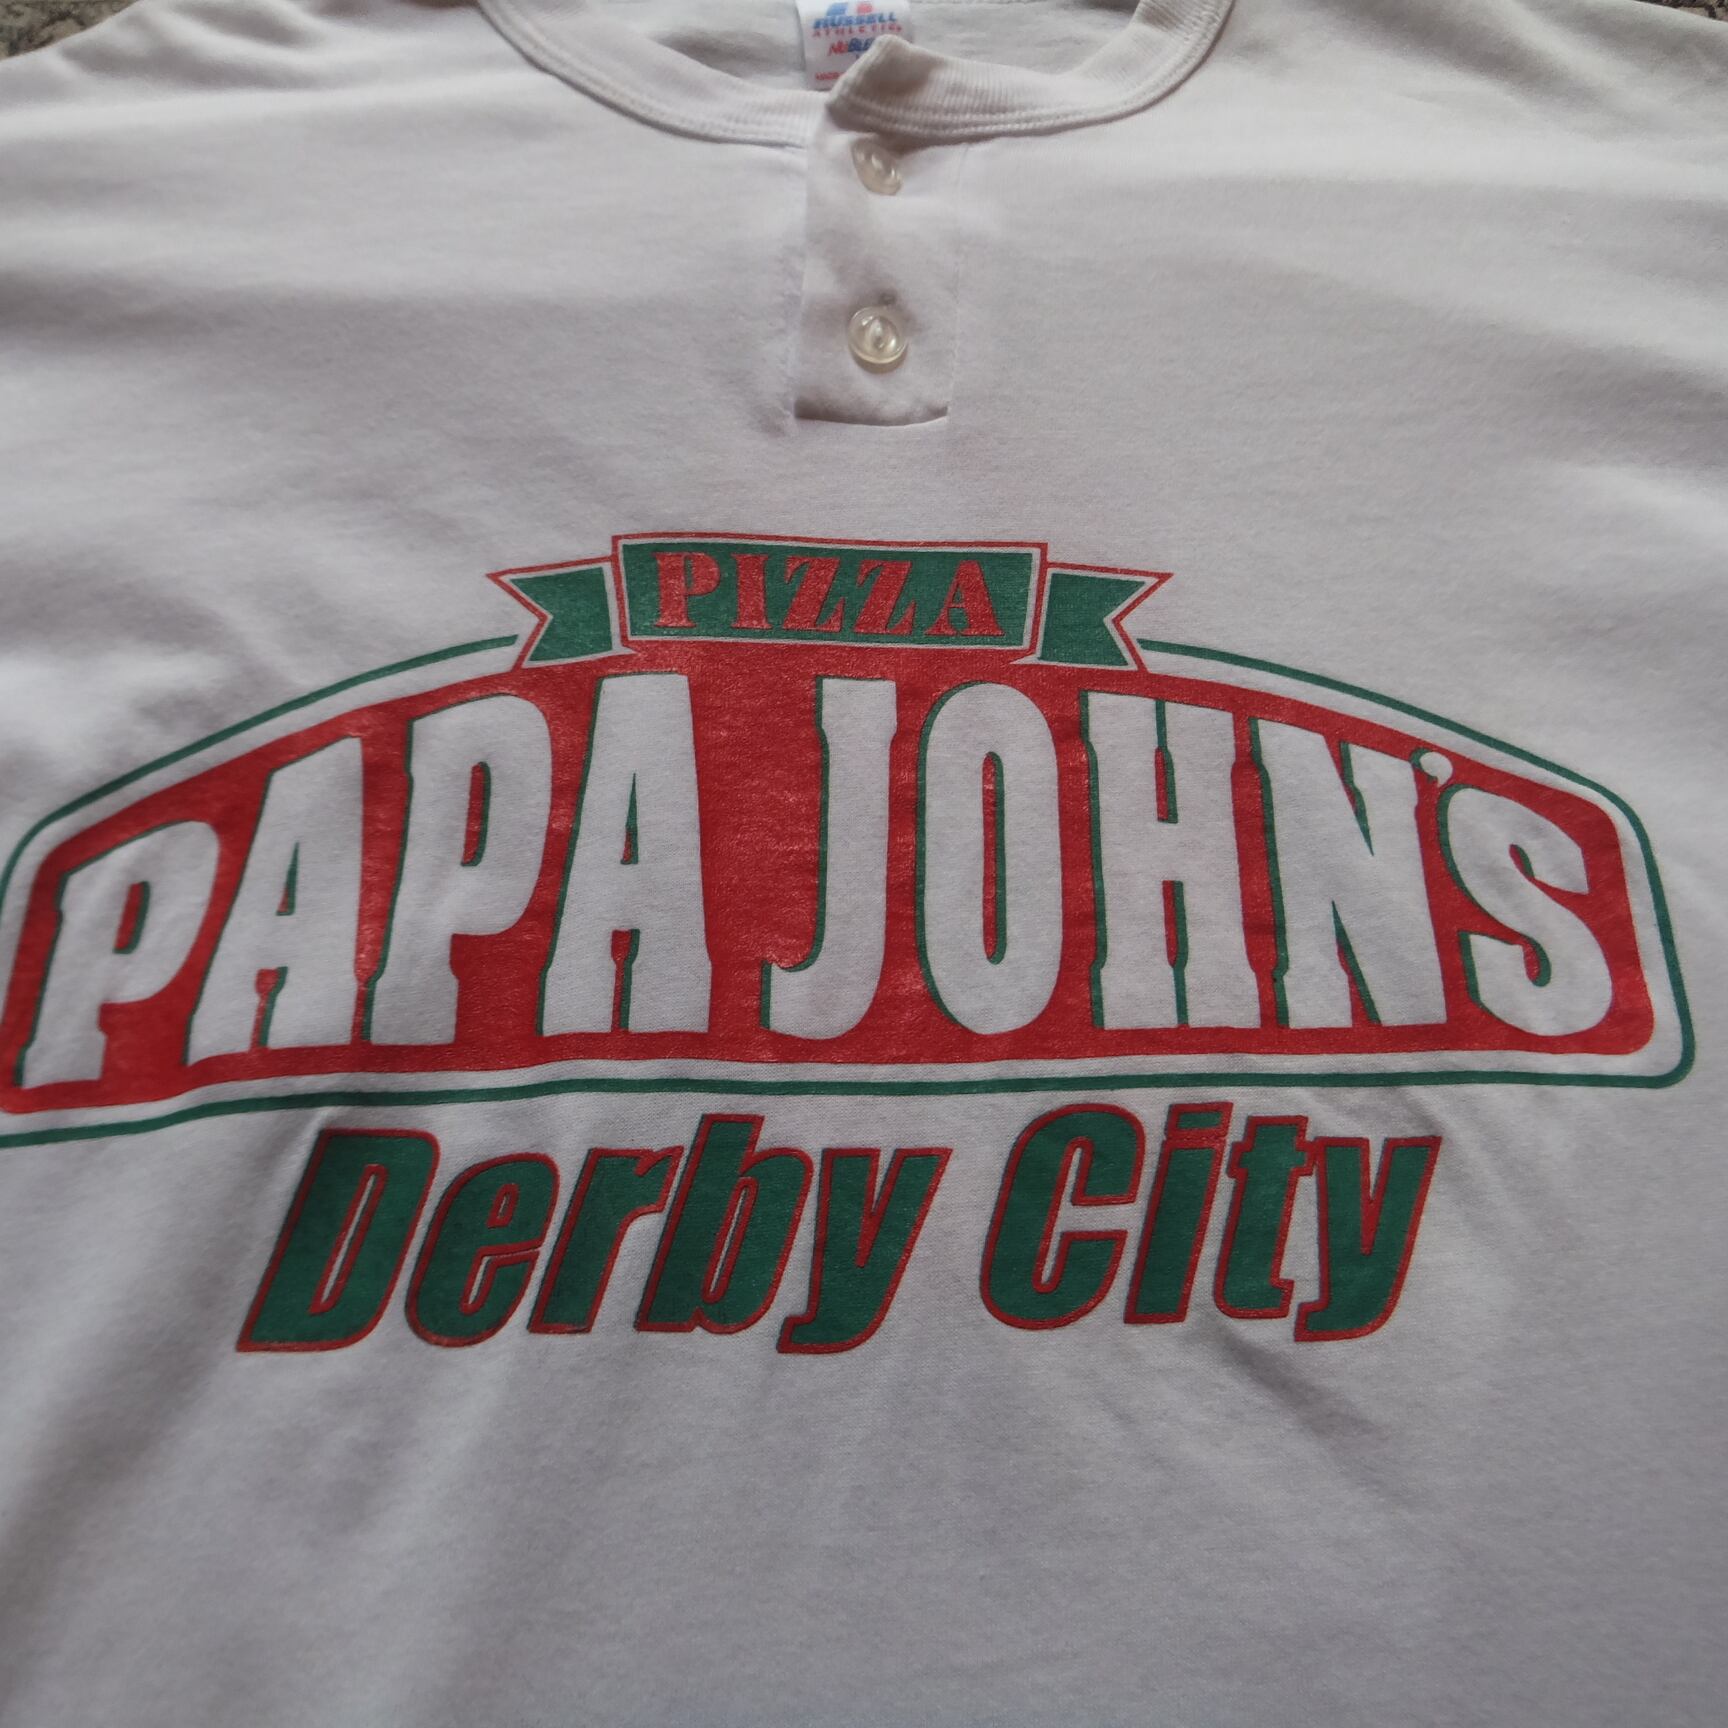 RUSSELL
ATHLETIC
PIZZA
PAPA JOHN'S
Derby City